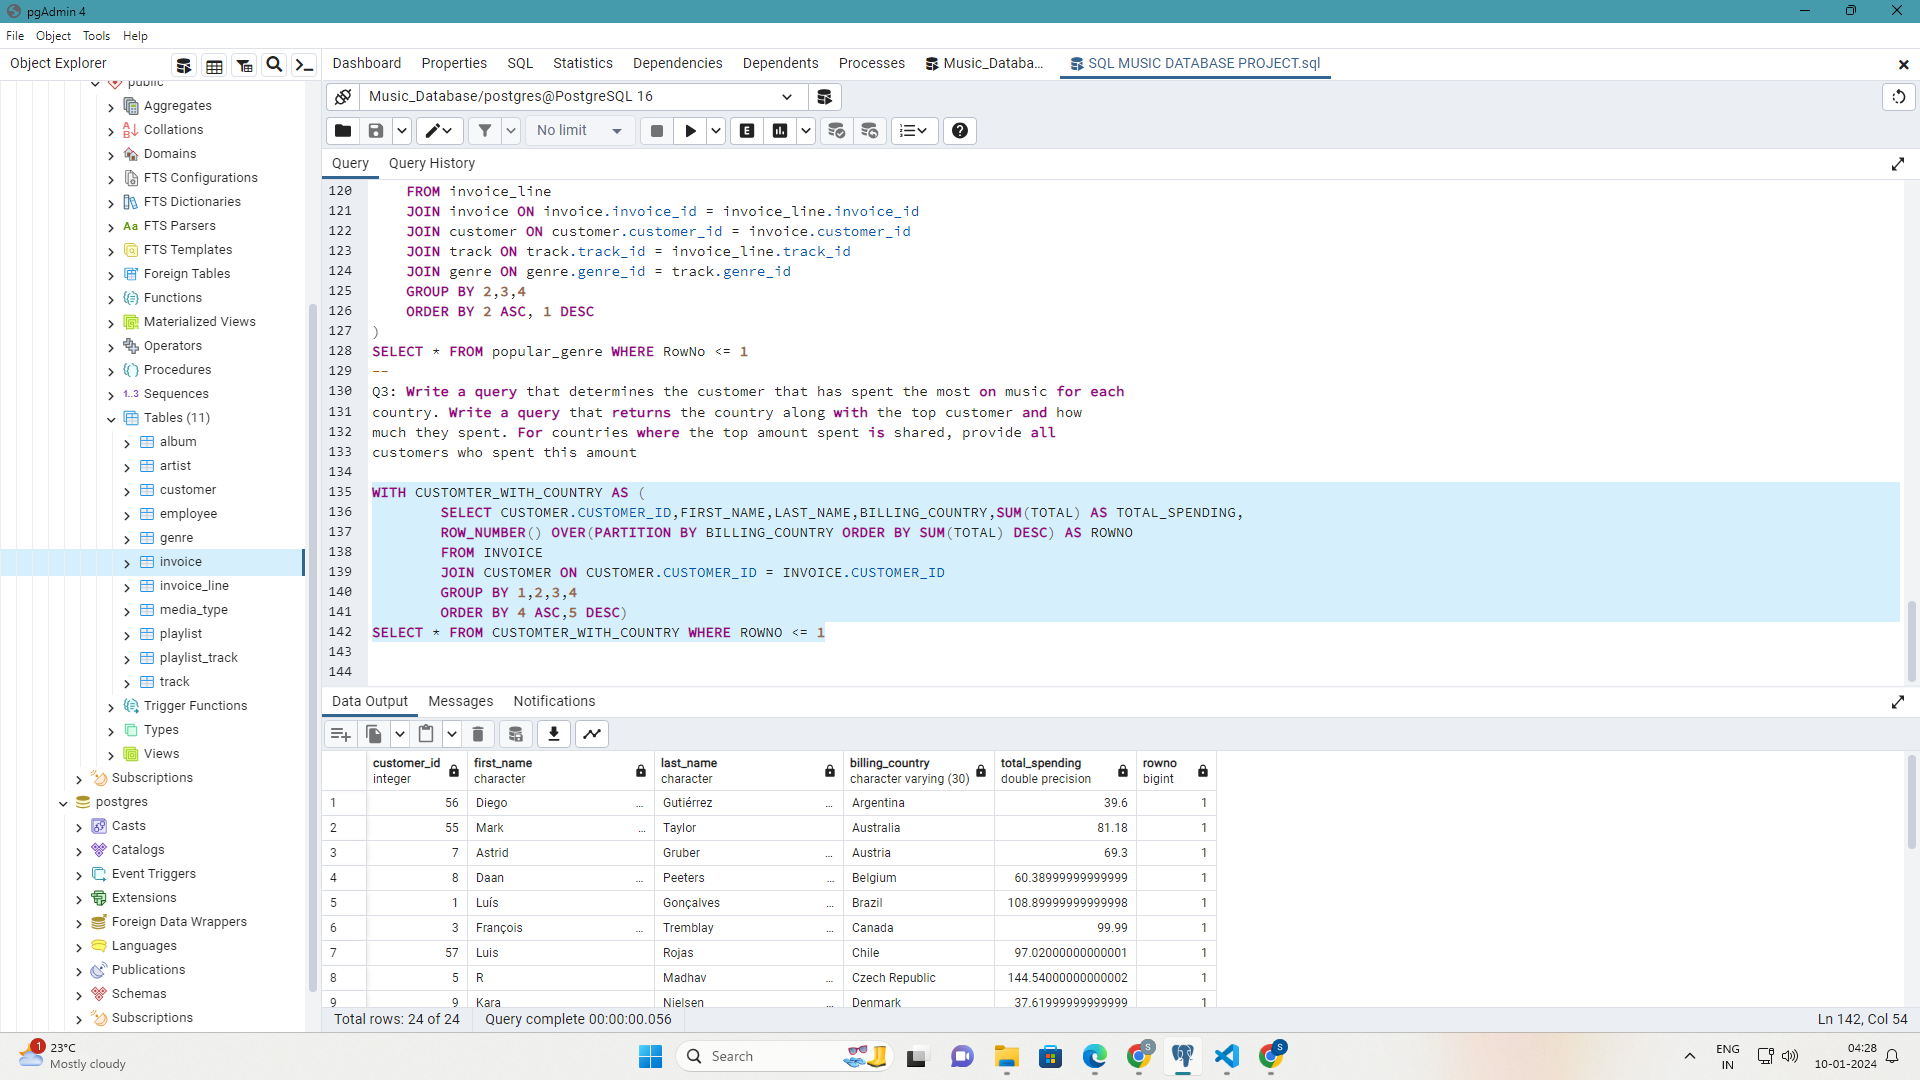 pgAdmin 4
File Object Tools Help
Object Explorer
Dashboard Properties SQL Statistics Dependencies Dependents Processes Music_Databa... SQL MUSIC DATABASE PROJECT.sql
public
Aggregates
Collations
Domains
FTS Configurations
FTS Dictionaries
Aa FTS Parsers
FTS Templates
Foreign Tables
Functions
Materialized Views
Operators
Procedures
1..3 Sequences
Tables (11)
album
artist
customer
employee
genre
invoice
invoice_line
media_type
playlist
playlist_track
track
Trigger Functions
Types
Views
Subscriptions
postgres
Casts
Catalogs
Event Triggers
Extensions
Foreign Data Wrappers
Languages
Publications
Schemas
Subscriptions
Music_Database/postgres@PostgreSQL 16
No limit
E
Query Query History
120 FROM invoice_line
121 JOIN invoice ON invoice.invoice_id = invoice_line.invoice_id
122 JOIN customer ON customer.customer_id = invoice.customer_id
123 JOIN track ON track.track_id = invoice_line.track_id
124 JOIN genre ON genre.genre_id = track.genre_id
125 GROUP BY 2,3,4
126 ORDER BY 2 ASC, 1 DESC
127 )
128 SELECT * FROM popular_genre WHERE RowNo <= 1
129 --
130 Q3: Write a query that determines the customer that has spent the most on music for each
131 country. Write a query that returns the country along with the top customer and how
132 much they spent. For countries where the top amount spent is shared, provide all
133 customers who spent this amount
134
135 WITH CUSTOMTER_WITH_COUNTRY AS (
136 SELECT CUSTOMER.CUSTOMER_ID,FIRST_NAME,LAST_NAME,BILLING_COUNTRY,SUM(TOTAL) AS TOTAL_SPENDING,
137 ROW_NUMBER() OVER(PARTITION BY BILLING_COUNTRY ORDER BY SUM(TOTAL) DESC) AS ROWNO
138 FROM INVOICE
139 JOIN CUSTOMER ON CUSTOMER.CUSTOMER_ID = INVOICE.CUSTOMER_ID
140 GROUP BY 1,2,3,4
141 ORDER BY 4 ASC,5 DESC)
142 SELECT * FROM CUSTOMTER_WITH_COUNTRY WHERE ROWNO <= 1
143
144
Data Output Messages Notifications
customer_id first_name last_name billing_country total_spending rowno
integer character character character varying (30) double precision bigint
1 56 Diego ... Gutiérrez ... Argentina 39.6 1
2 55 Mark ... Taylor Australia 81.18 1
3 7 Astrid Gruber ... Austria 69.3 1
4 8 Daan ... Peeters ... Belgium 60.38999999999999 1
5 1 Luís Gonçalves ... Brazil 108.89999999999998 1
6 3 François ... Tremblay ... Canada 99.99 1
7 57 Luis Rojas Chile 97.02000000000001 1
8 5 R Madhav ... Czech Republic 144.54000000000002 1
9 9 Kara Nielsen ... Denmark 37.61999999999999 1
Total rows: 24 of 24 Query complete 00:00:00.056 Ln 142, Col 54
1 23°C
Mostly cloudy
Search
S
S
ENG
IN
04:28
10-01-2024